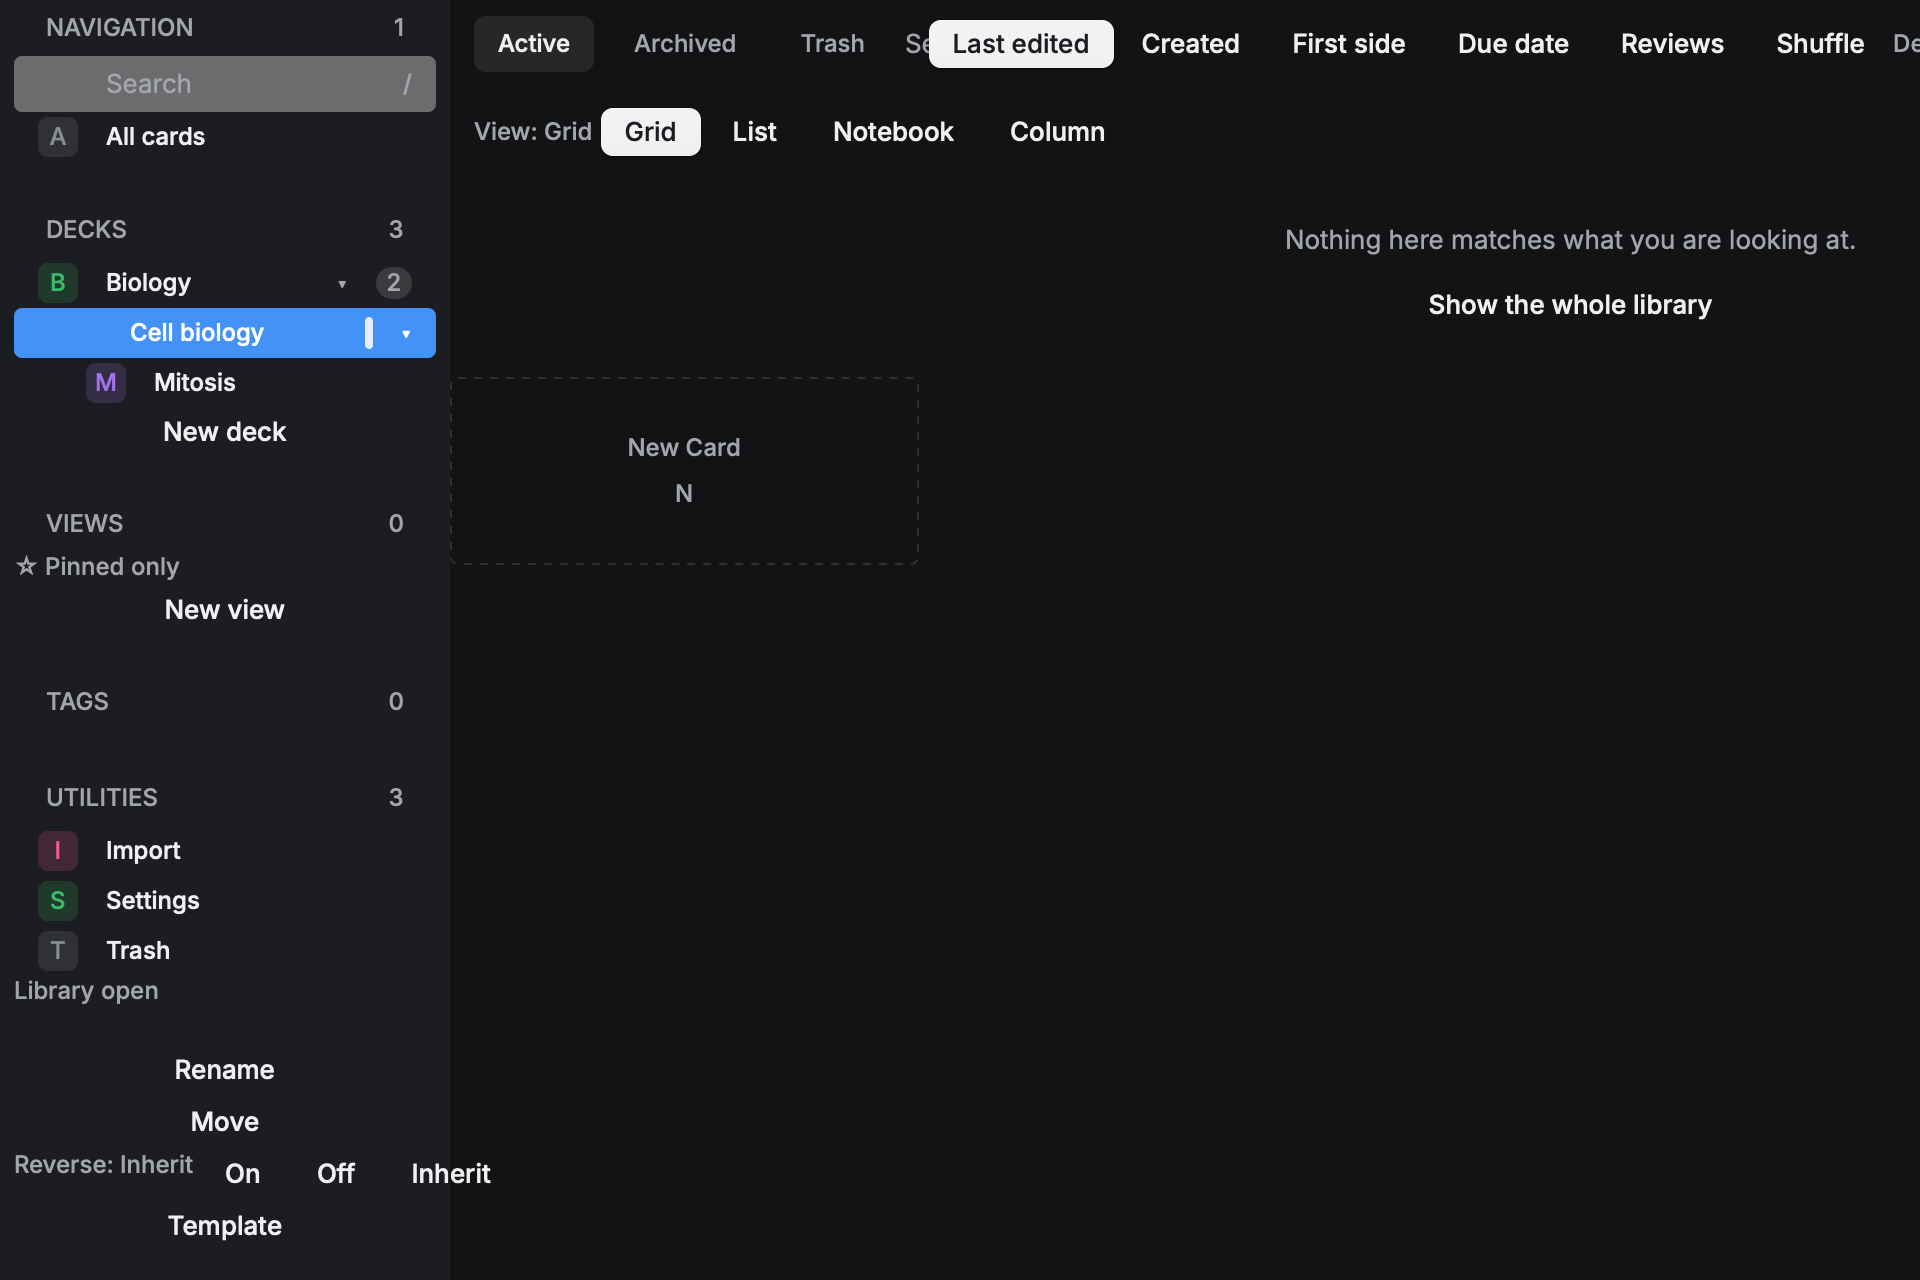 NAVIGATION 1
Search /
A All cards
DECKS 3
B Biology ▾ 2
Cell biology ▾
M Mitosis
New deck
VIEWS 0
☆ Pinned only
New view
TAGS 0
UTILITIES 3
I Import
S Settings
T Trash
Library open
Rename
Move
Reverse: Inherit On Off Inherit
Template
Active Archived Trash Last edited Created First side Due date Reviews Shuffle
View: Grid Grid List Notebook Column
Nothing here matches what you are looking at.
Show the whole library
New Card
N